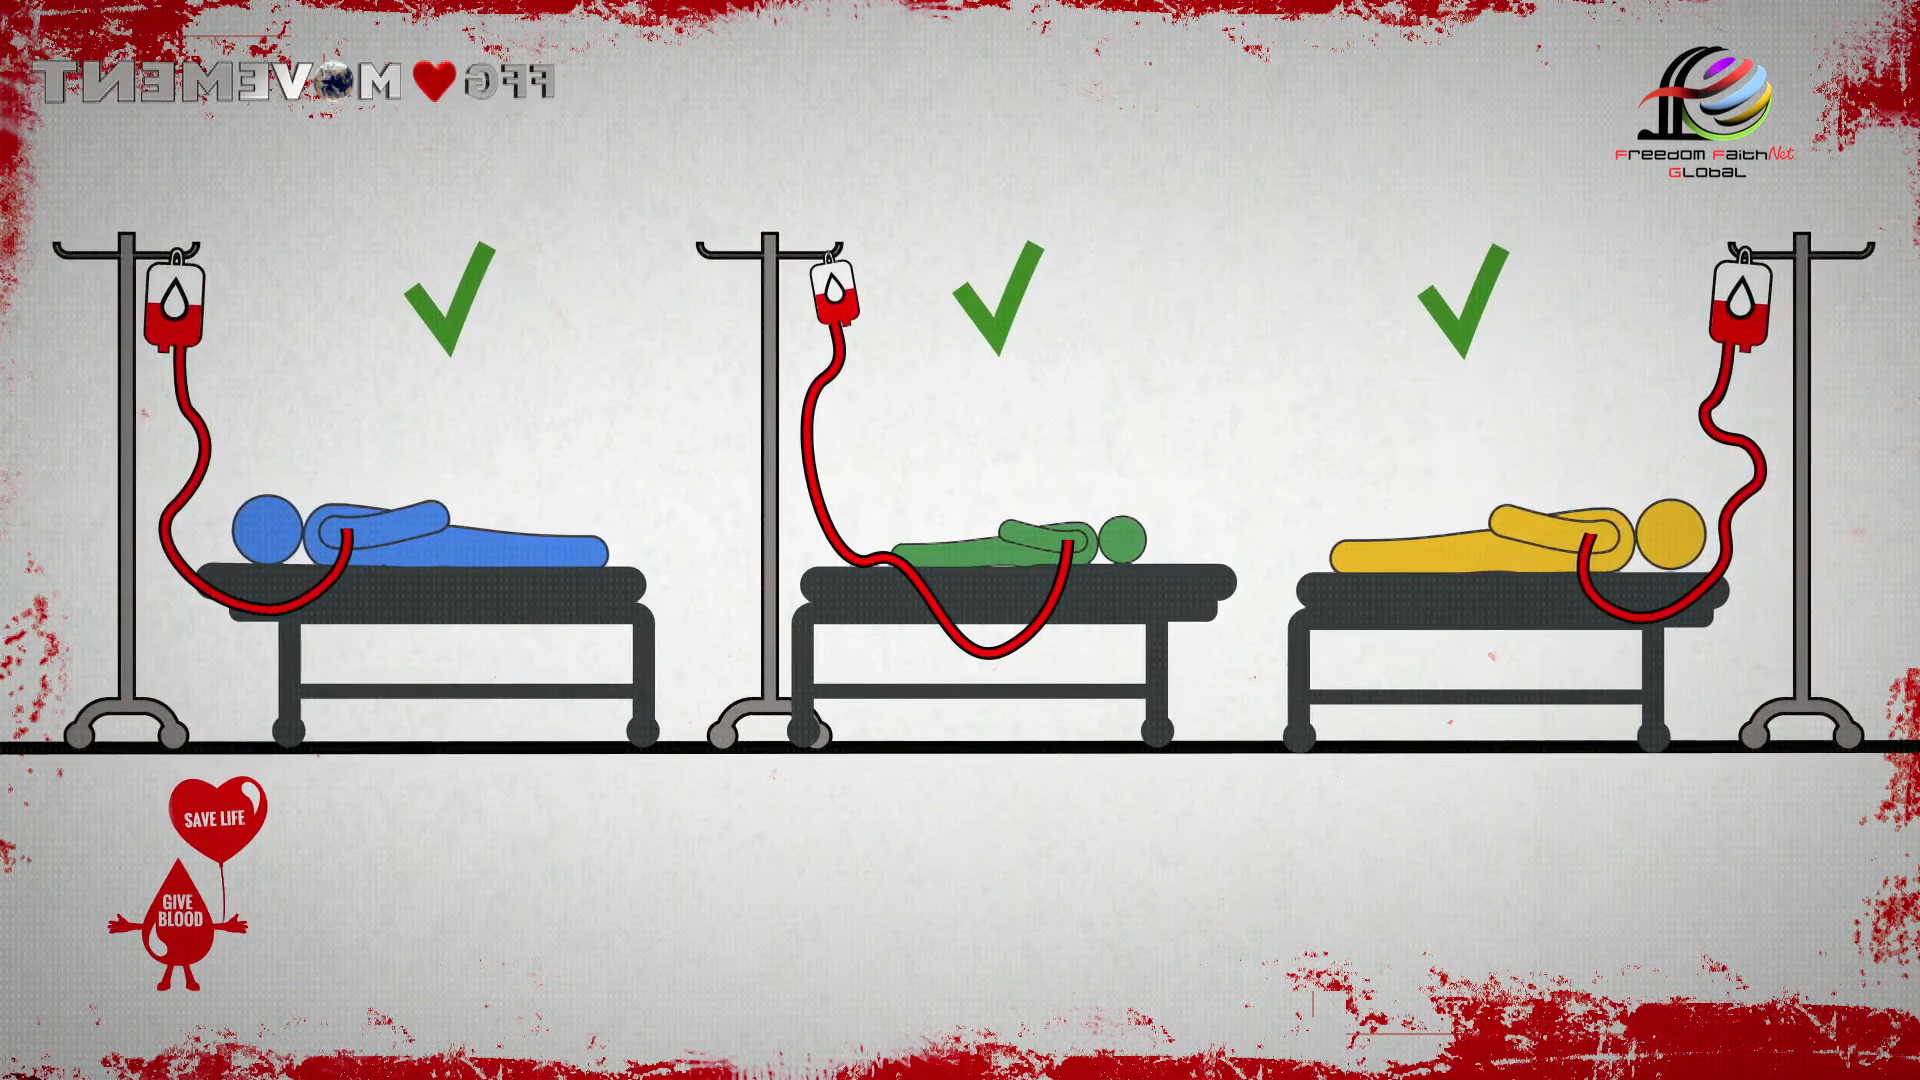 FFG ❤ MOVEMENT
Freedom FaithNet
Global
SAVE LIFE
GIVE
BLOOD